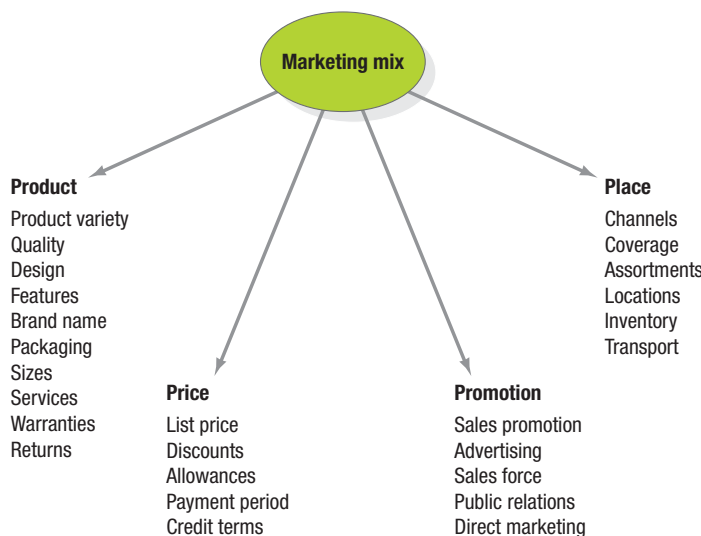 Marketing mix
Product
Product variety
Quality
Design
Features
Brand name
Packaging
Sizes
Services
Warranties
Returns
Price
List price
Discounts
Allowances
Payment period
Credit terms
Promotion
Sales promotion
Advertising
Sales force
Public relations
Direct marketing
Place
Channels
Coverage
Assortments
Locations
Inventory
Transport